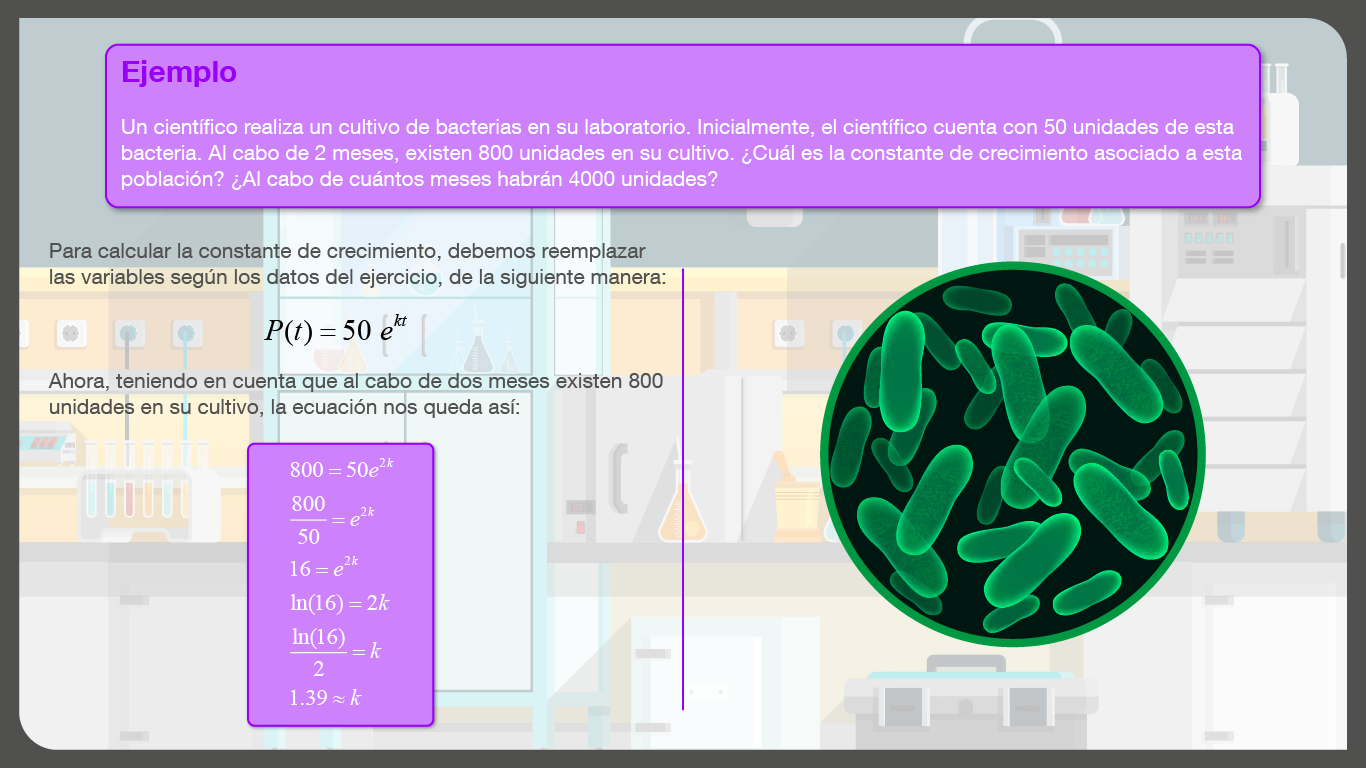 Ejemplo
Un científico realiza un cultivo de bacterias en su laboratorio. Inicialmente, el científico cuenta con 50 unidades de esta
bacteria. Al cabo de 2 meses, existen 800 unidades en su cultivo. ¿Cuál es la constante de crecimiento asociado a esta
población? ¿Al cabo de cuántos meses habrán 4000 unidades?
Para calcular la constante de crecimiento, debemos reemplazar
las variables según los datos del ejercicio, de la siguiente manera:
P(t) = 50 e^{kt}
Ahora, teniendo en cuenta que al cabo de dos meses existen 800
unidades en su cultivo, la ecuación nos queda así:
800 = 50e^{2k}
\frac{800}{50} = e^{2k}
16 = e^{2k}
ln(16) = 2k
\frac{ln(16)}{2} = k
1.39 ≈ k